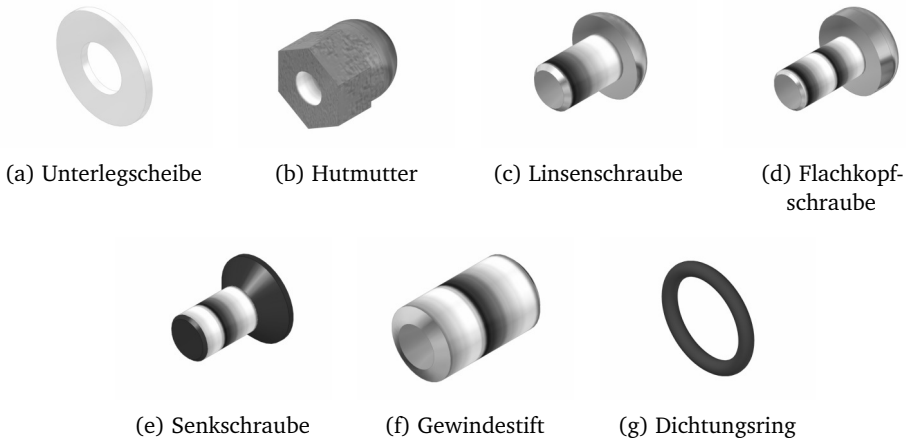 (a) Unterlegscheibe
(b) Hutmutter
(c) Linsenschraube
(d) Flachkopf-
schraube
(e) Senkschraube
(f) Gewindestift
(g) Dichtungsring